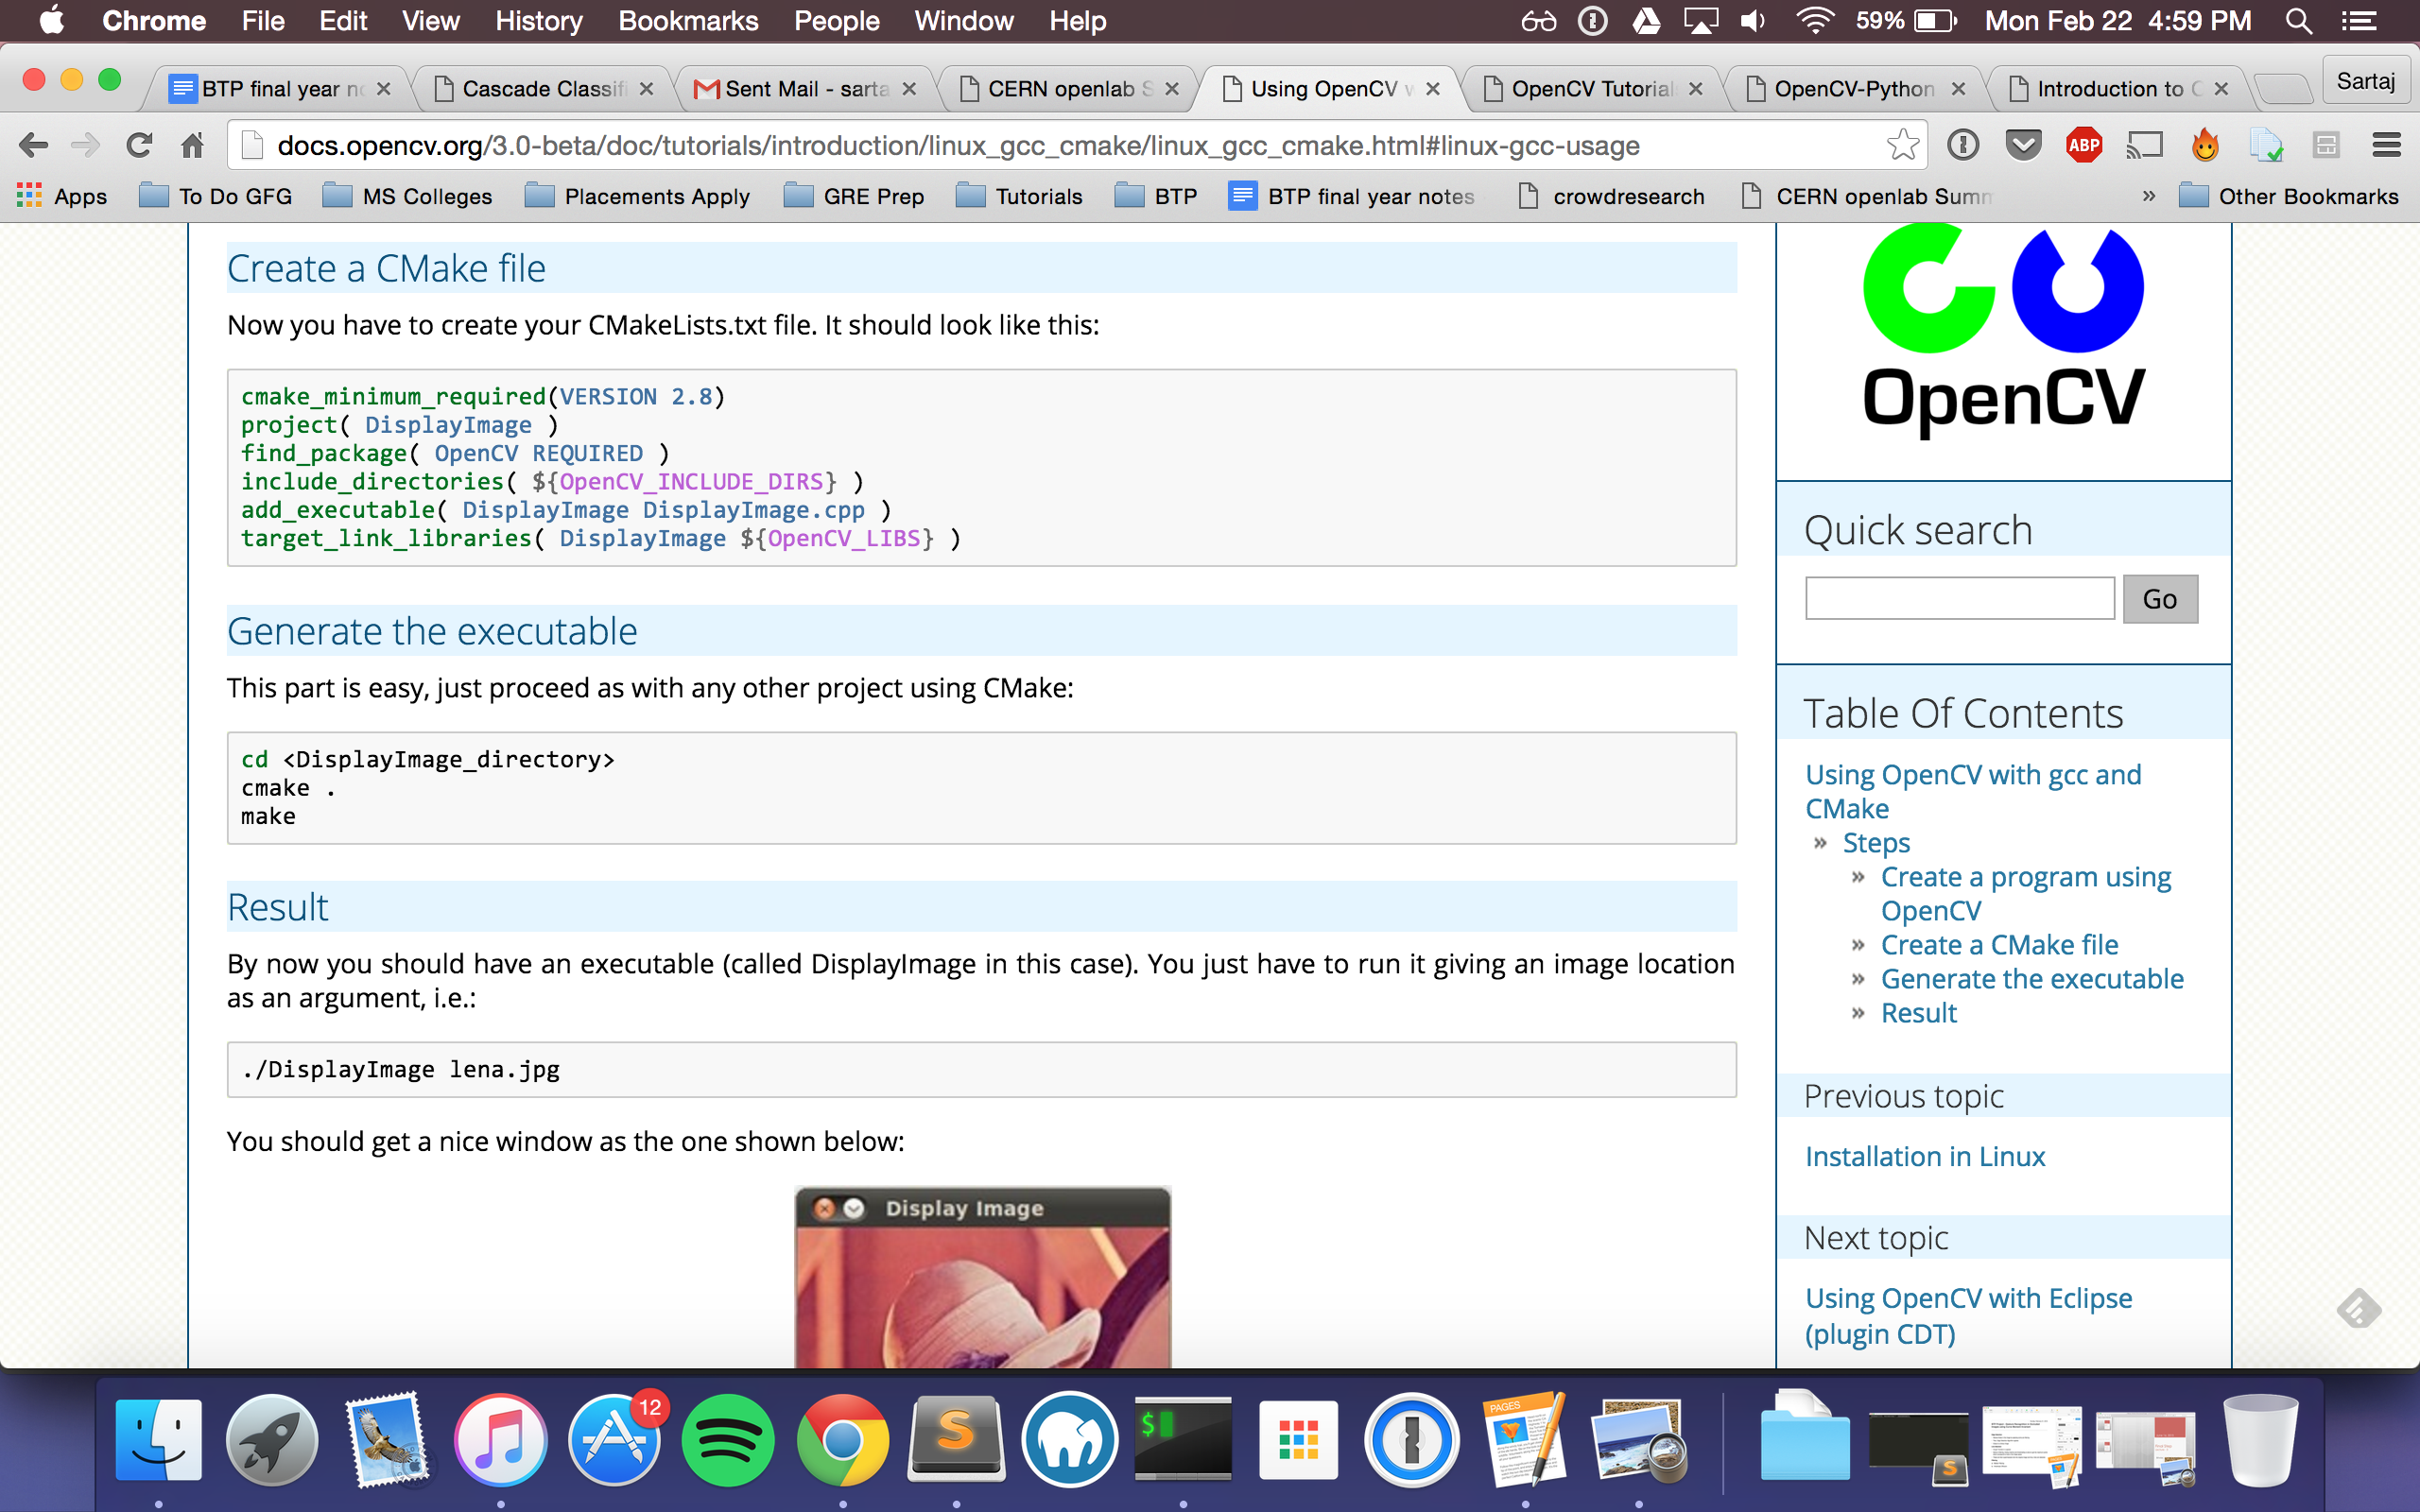 Chrome File Edit View History Bookmarks People Window Help 59% Mon Feb 22 4:59 PM
BTP final year no Cascade Classifi Sent Mail - sarta CERN openlab S Using OpenCV w OpenCV Tutorial OpenCV-Python Introduction to C Sartaj
docs.opencv.org/3.0-beta/doc/tutorials/introduction/linux_gcc_cmake/linux_gcc_cmake.html#linux-gcc-usage ABP
Apps To Do GFG MS Colleges Placements Apply GRE Prep Tutorials BTP BTP final year notes crowdresearch CERN openlab Summ » Other Bookmarks
Create a CMake file
Now you have to create your CMakeLists.txt file. It should look like this:
cmake_minimum_required(VERSION 2.8)
project( DisplayImage )
find_package( OpenCV REQUIRED )
include_directories( ${OpenCV_INCLUDE_DIRS} )
add_executable( DisplayImage DisplayImage.cpp )
target_link_libraries( DisplayImage ${OpenCV_LIBS} )
Generate the executable
This part is easy, just proceed as with any other project using CMake:
cd <DisplayImage_directory>
cmake .
make
Result
By now you should have an executable (called DisplayImage in this case). You just have to run it giving an image location
as an argument, i.e.:
./DisplayImage lena.jpg
You should get a nice window as the one shown below:
Display Image
OpenCV
Quick search
Go
Table Of Contents
Using OpenCV with gcc and
CMake
» Steps
» Create a program using
OpenCV
» Create a CMake file
» Generate the executable
» Result
Previous topic
Installation in Linux
Next topic
Using OpenCV with Eclipse
(plugin CDT)
12
S
$
PAGES
S